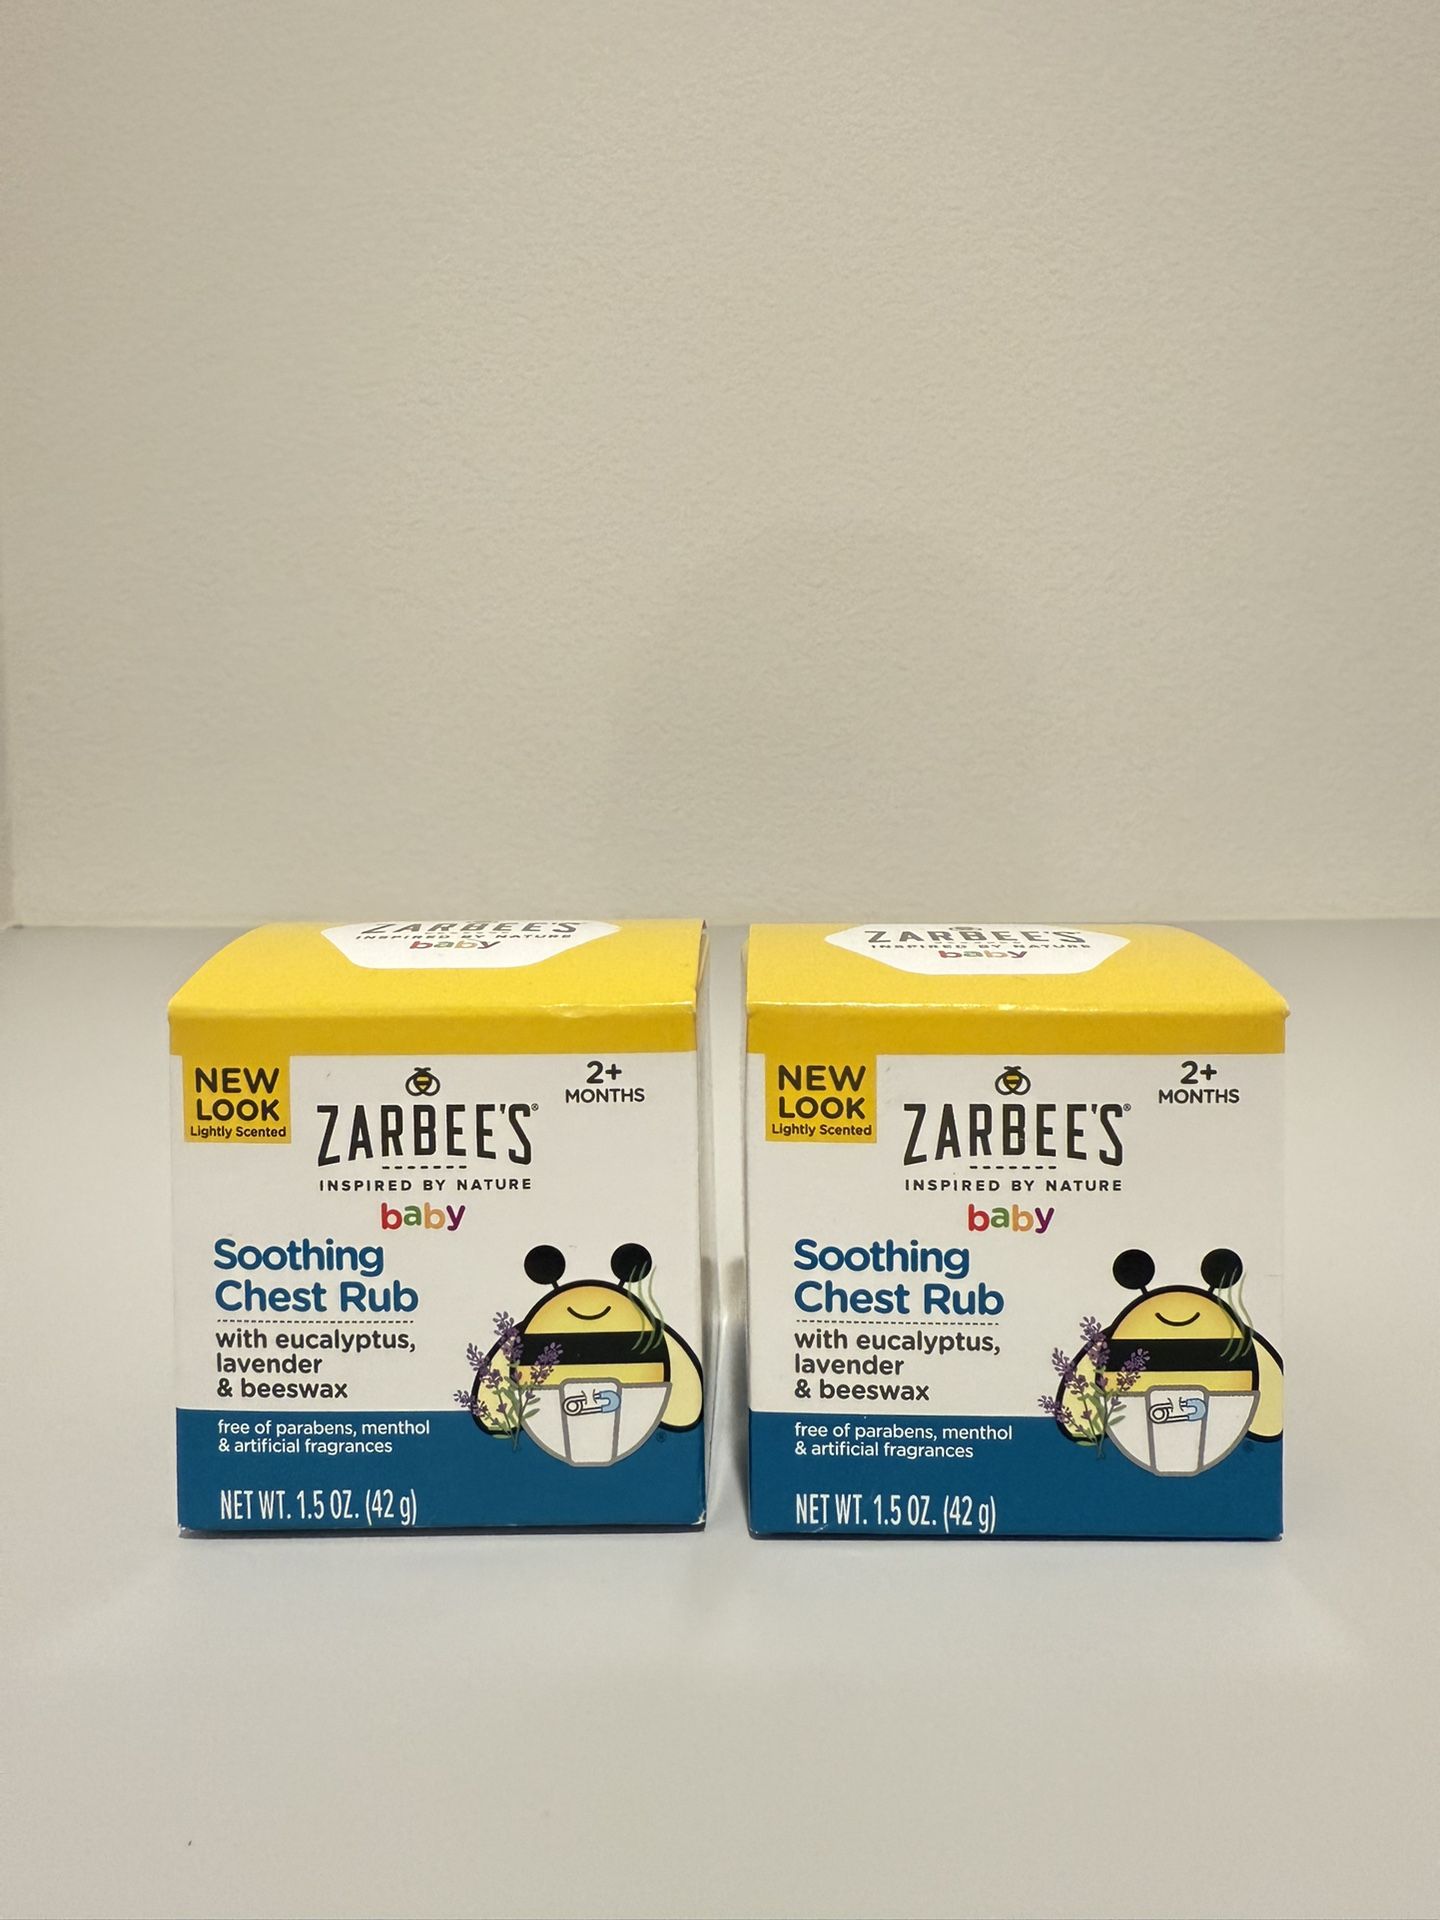 ZARBEE'S
INSPIRED BY NATURE
baby
NEW
LOOK
Lightly Scented
2+
MONTHS
ZARBEE'S®
INSPIRED BY NATURE
baby
Soothing
Chest Rub
with eucalyptus,
lavender
& beeswax
free of parabens, menthol
& artificial fragrances
NET WT. 1.5 OZ. (42 g)
ZARBEE'S
INSPIRED BY NATURE
baby
NEW
LOOK
Lightly Scented
2+
MONTHS
ZARBEE'S®
INSPIRED BY NATURE
baby
Soothing
Chest Rub
with eucalyptus,
lavender
& beeswax
free of parabens, menthol
& artificial fragrances
NET WT. 1.5 OZ. (42 g)